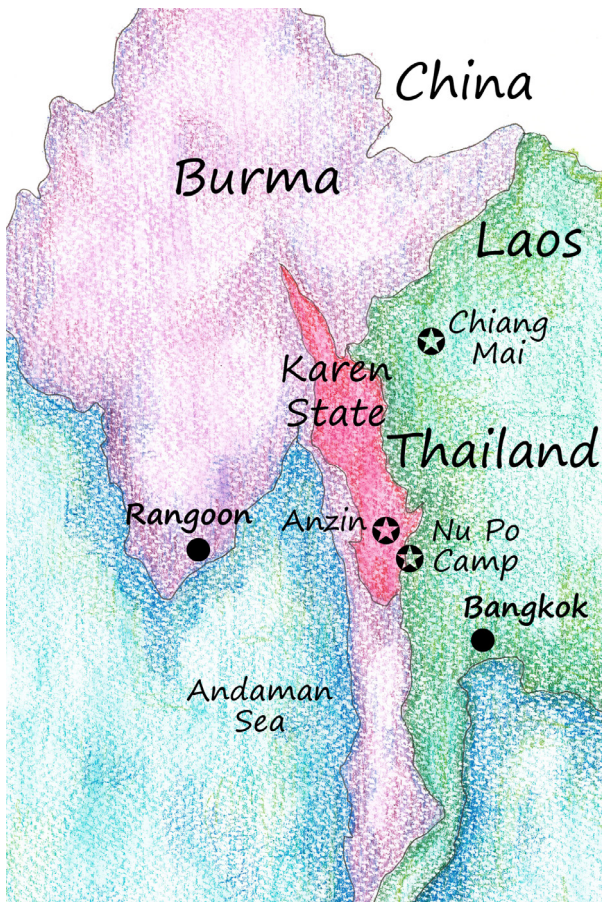 China
Burma
Laos
Chiang
Mai
Karen
State
Thailand
Rangoon
Anzin
Nu Po
Camp
Bangkok
Andaman
Sea